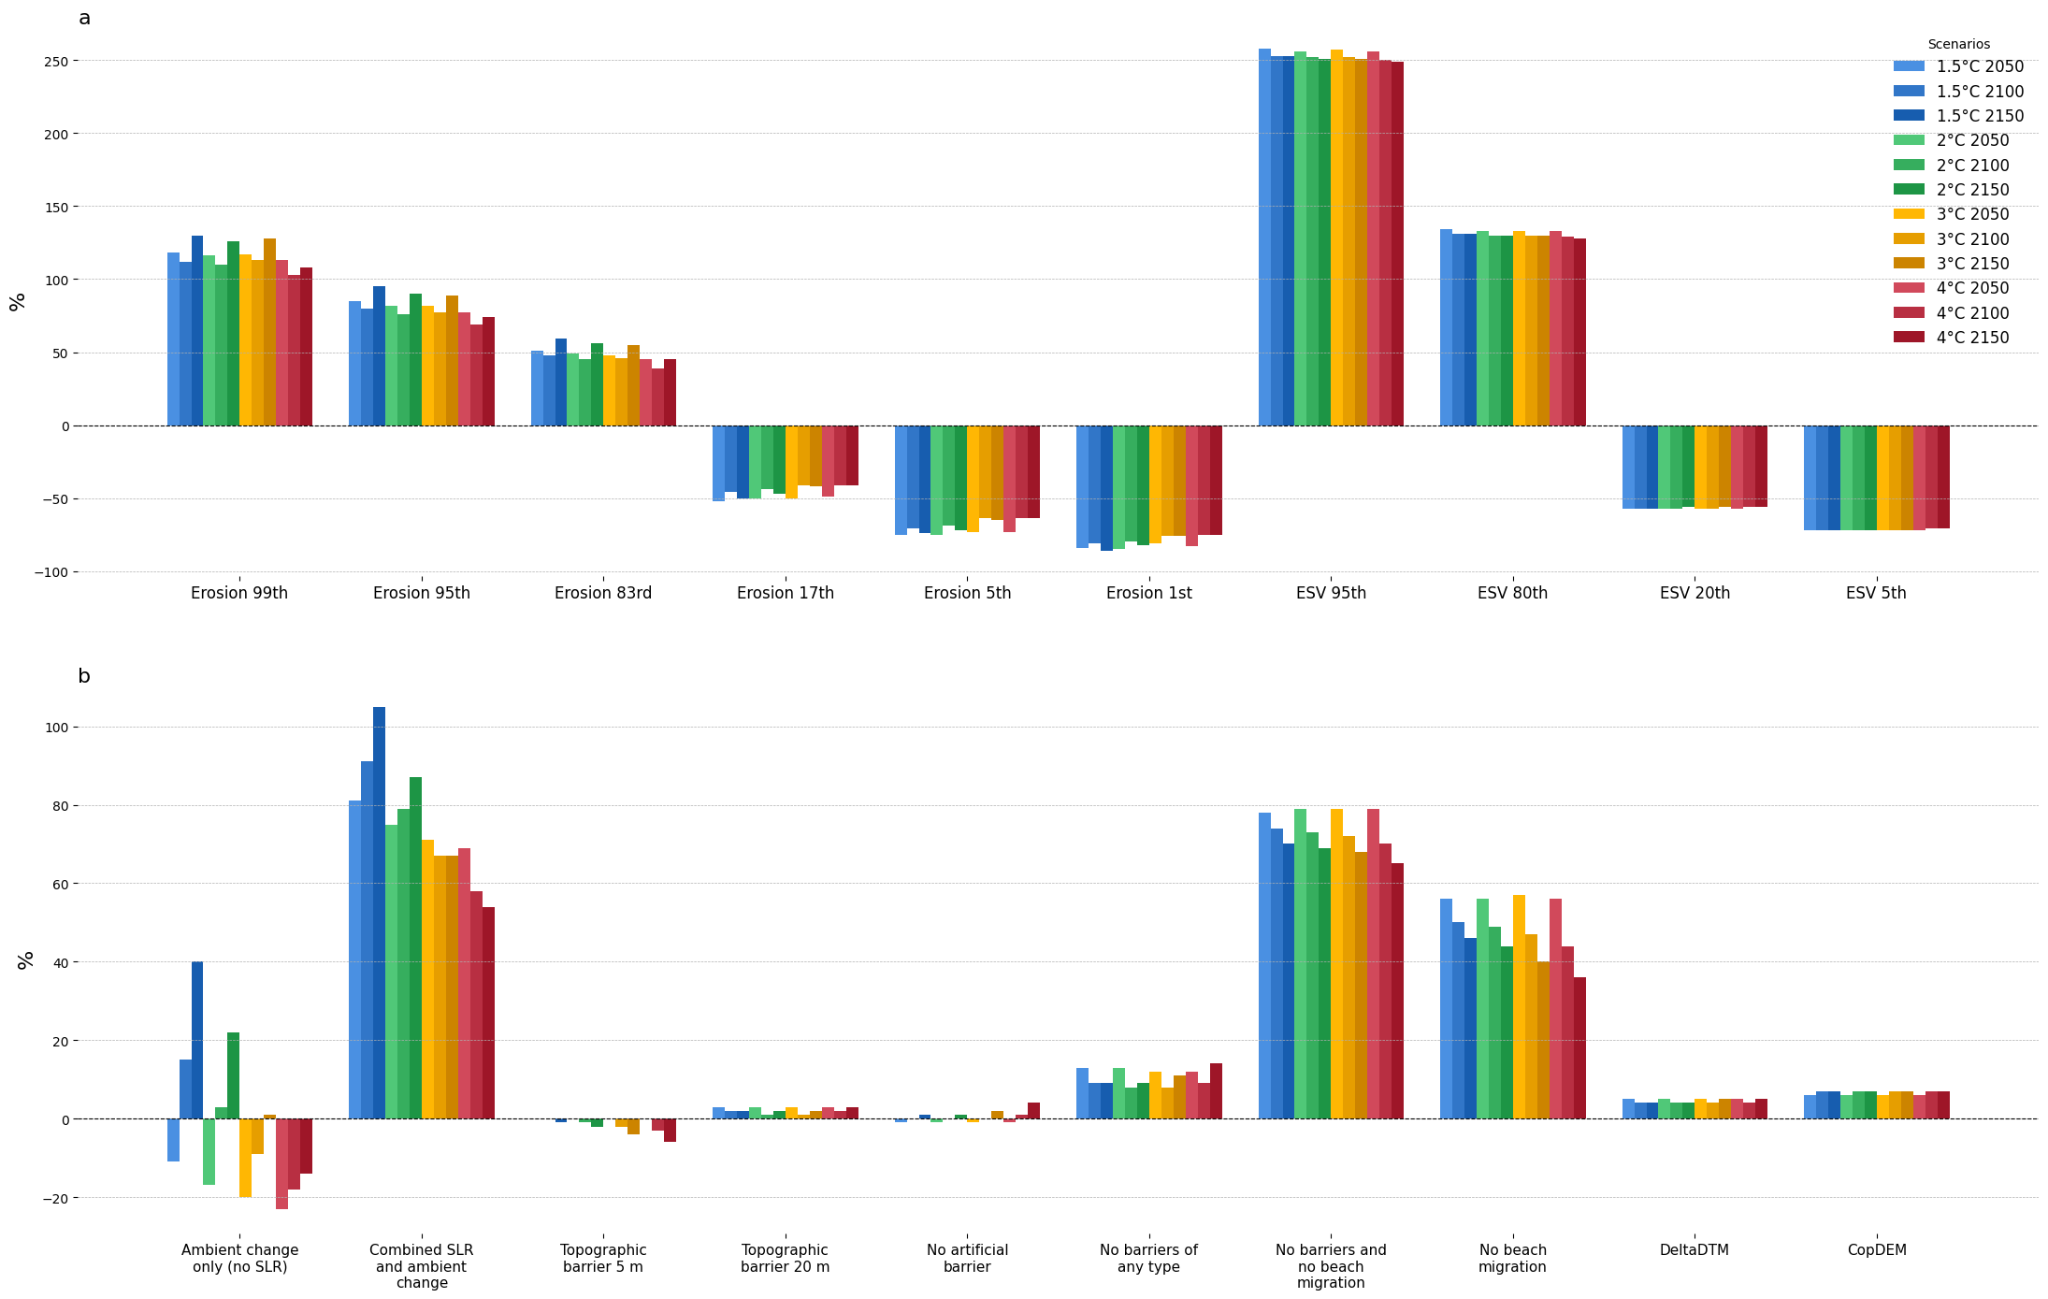 a
Scenarios
1.5°C 2050
1.5°C 2100
1.5°C 2150
2°C 2050
2°C 2100
2°C 2150
3°C 2050
3°C 2100
3°C 2150
4°C 2050
4°C 2100
4°C 2150
%
250
200
150
100
50
0
−50
−100
Erosion 99th
Erosion 95th
Erosion 83rd
Erosion 17th
Erosion 5th
Erosion 1st
ESV 95th
ESV 80th
ESV 20th
ESV 5th
b
%
100
80
60
40
20
0
−20
Ambient change
only (no SLR)
Combined SLR
and ambient
change
Topographic
barrier 5 m
Topographic
barrier 20 m
No artificial
barrier
No barriers of
any type
No barriers and
no beach
migration
No beach
migration
DeltaDTM
CopDEM